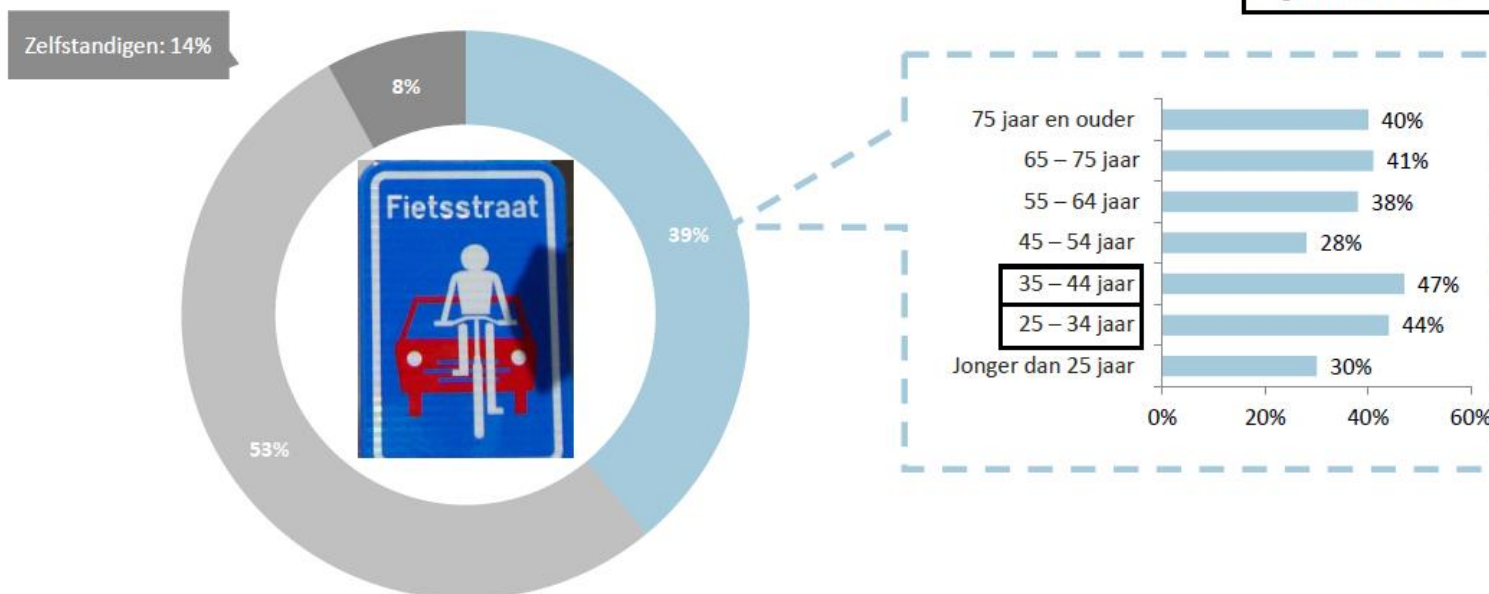 Zelfstandigen: 14%
8%
39%
53%
Fietsstraat
75 jaar en ouder 40%
65 – 75 jaar 41%
55 – 64 jaar 38%
45 – 54 jaar 28%
35 – 44 jaar 47%
25 – 34 jaar 44%
Jonger dan 25 jaar 30%
0% 20% 40% 60%